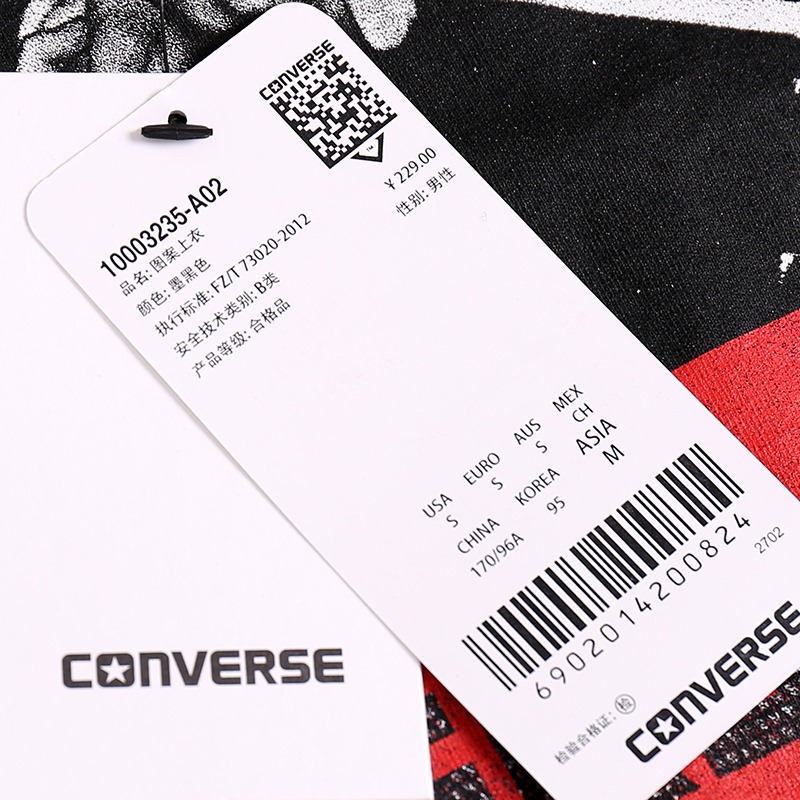 CONVERSE
TM
¥229.00
性别: 男性
10003235-A02
品名: 图案上衣
颜色: 墨黑色
执行标准: FZ/T 73020-2012
安全技术类别: B类
产品等级: 合格品
USA EURO AUS MEX
S S S CH
CHINA KOREA ASIA
170/96A 95 M
6902014200824
2702
检验合格证: 检
CONVERSE
CONVERSE